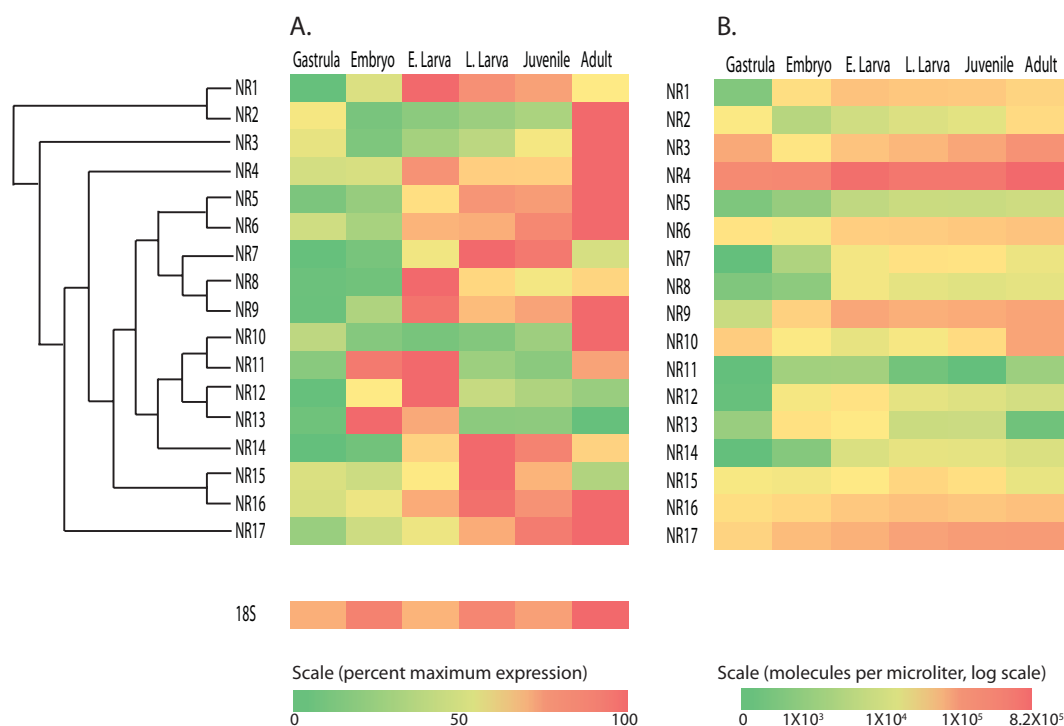 A.
Gastrula Embryo E. Larva L. Larva Juvenile Adult
NR1
NR2
NR3
NR4
NR5
NR6
NR7
NR8
NR9
NR10
NR11
NR12
NR13
NR14
NR15
NR16
NR17
18S
Scale (percent maximum expression)
0 50 100
B.
Gastrula Embryo E. Larva L. Larva Juvenile Adult
NR1
NR2
NR3
NR4
NR5
NR6
NR7
NR8
NR9
NR10
NR11
NR12
NR13
NR14
NR15
NR16
NR17
Scale (molecules per microliter, log scale)
0 1X10³ 1X10⁴ 1X10⁵ 8.2X10⁵